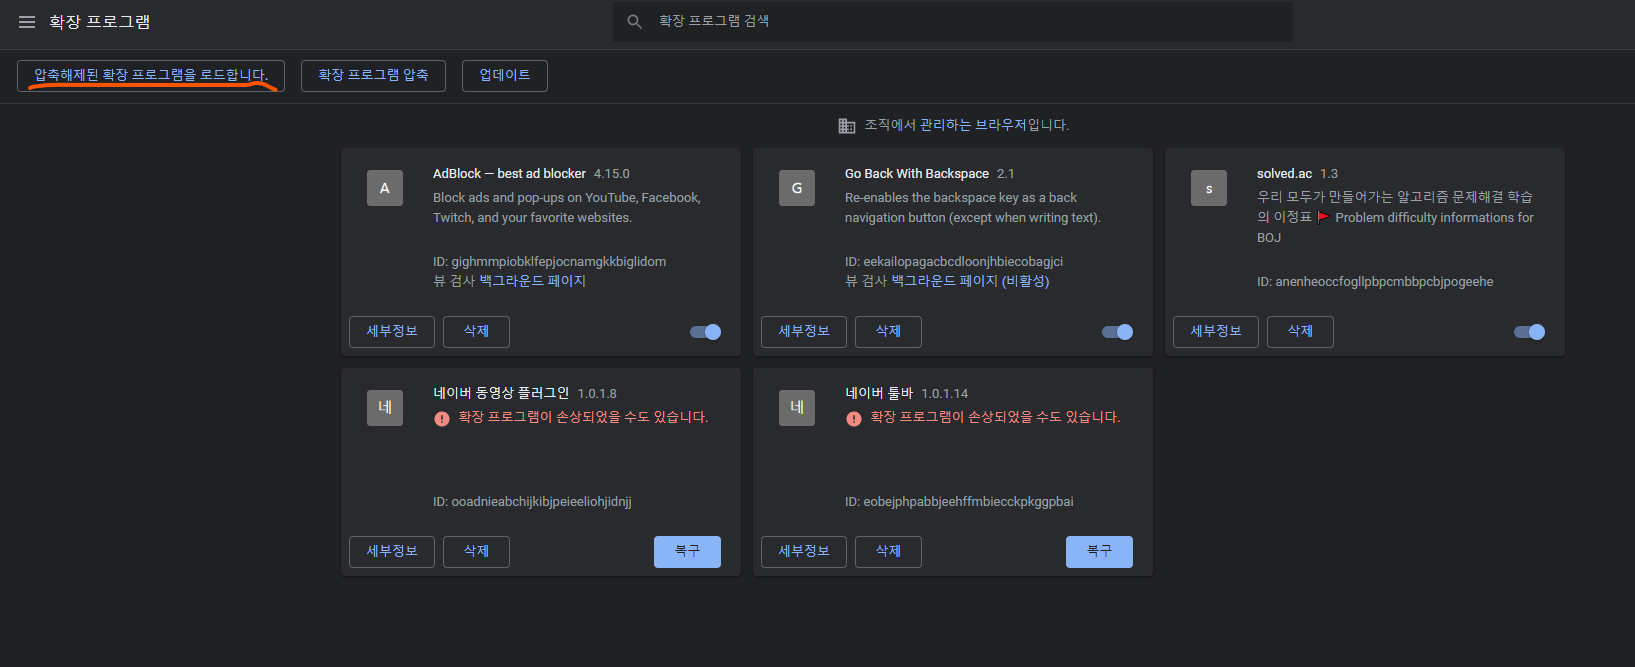 확장 프로그램
확장 프로그램 검색
압축해제된 확장 프로그램을 로드합니다.
확장 프로그램 압축
업데이트
조직에서 관리하는 브라우저입니다.
A
AdBlock — best ad blocker 4.15.0
Block ads and pop-ups on YouTube, Facebook,
Twitch, and your favorite websites.
ID: gighmmpiobklfepjocnamgkkbiglidom
뷰 검사 백그라운드 페이지
세부정보
삭제
G
Go Back With Backspace 2.1
Re-enables the backspace key as a back
navigation button (except when writing text).
ID: eekailopagacbcdloonjhbiecobagjci
뷰 검사 백그라운드 페이지 (비활성)
세부정보
삭제
s
solved.ac 1.3
우리 모두가 만들어가는 알고리즘 문제해결 학습
의 이정표 🚩 Problem difficulty informations for
BOJ
ID: anenheoccfogllpbpcmbbpcbjpogeehe
세부정보
삭제
네
네이버 동영상 플러그인 1.0.1.8
확장 프로그램이 손상되었을 수도 있습니다.
ID: ooadnieabchijkibjpeieeliohjidnjj
세부정보
삭제
복구
네
네이버 툴바 1.0.1.14
확장 프로그램이 손상되었을 수도 있습니다.
ID: eobejphpabbjeehffmbiecckpkggpbai
세부정보
삭제
복구